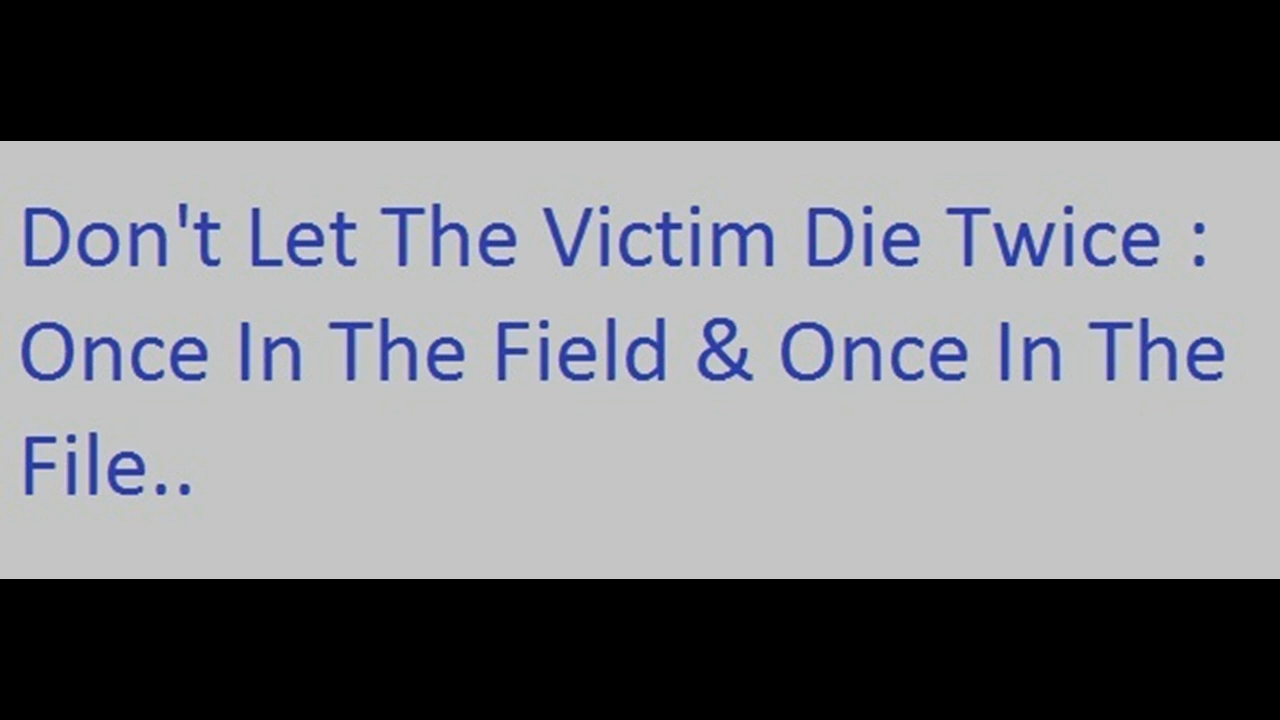 Don't Let The Victim Die Twice :
Once In The Field & Once In The
File..